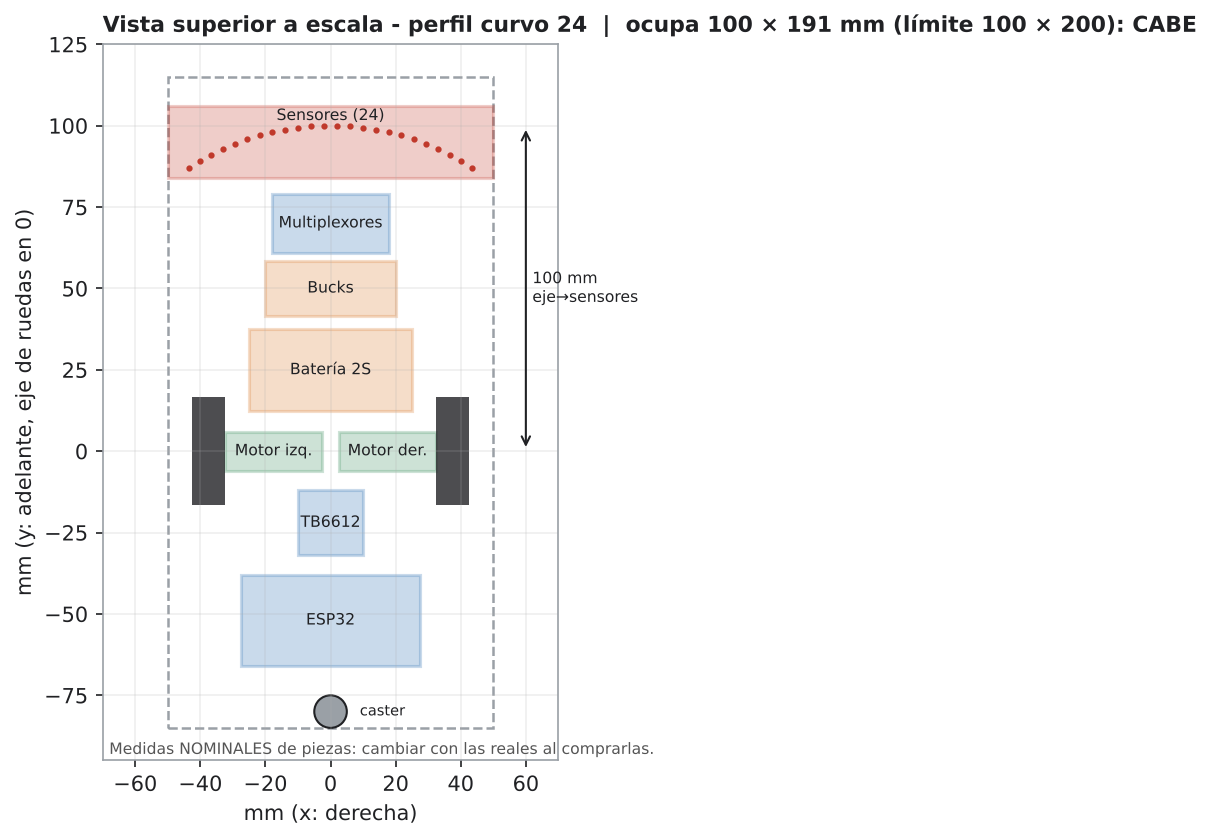 Vista superior a escala - perfil curvo 24 | ocupa 100 × 191 mm (límite 100 × 200): CABE
mm (y: adelante, eje de ruedas en 0)
125
100
75
50
25
0
−25
−50
−75
Sensores (24)
Multiplexores
Bucks
100 mm
eje→sensores
Batería 2S
Motor izq.
Motor der.
TB6612
ESP32
caster
Medidas NOMINALES de piezas: cambiar con las reales al comprarlas.
−60
−40
−20
0
20
40
60
mm (x: derecha)